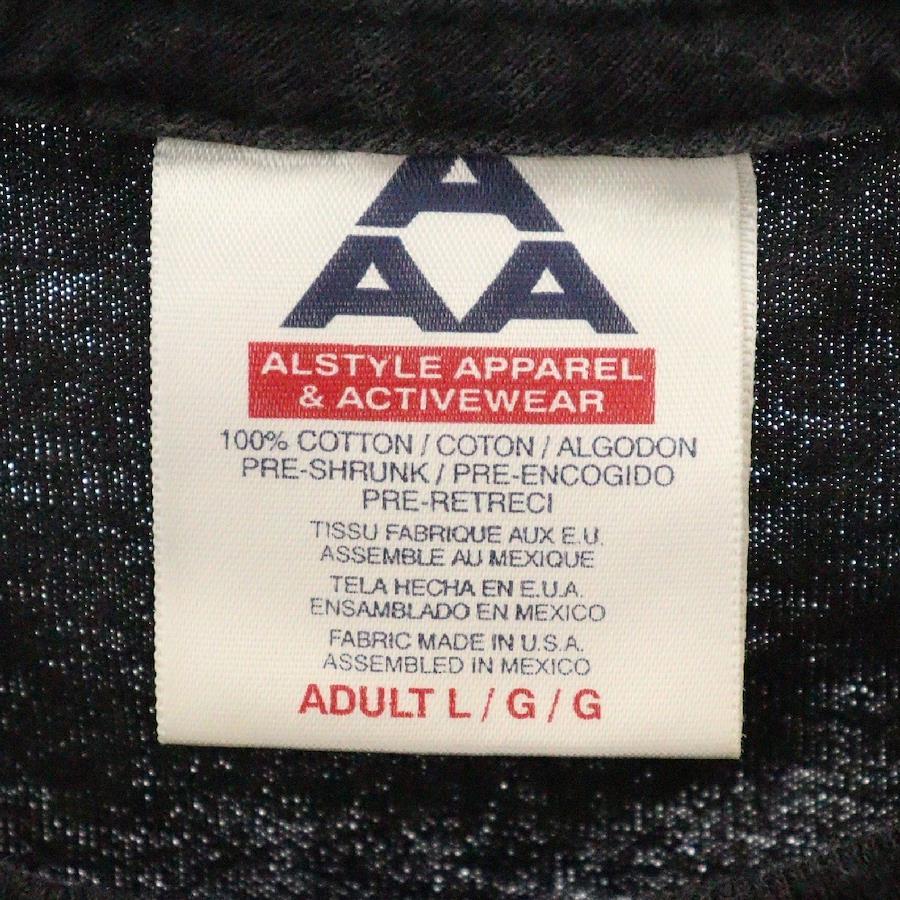 A
AA
ALSTYLE APPAREL
& ACTIVEWEAR
100% COTTON / COTON / ALGODON
PRE-SHRUNK / PRE-ENCOGIDO
PRE-RETRECI
TISSU FABRIQUE AUX E.U.
ASSEMBLE AU MEXIQUE
TELA HECHA EN E.U.A.
ENSAMBLADO EN MEXICO
FABRIC MADE IN U.S.A.
ASSEMBLED IN MEXICO
ADULT L / G / G